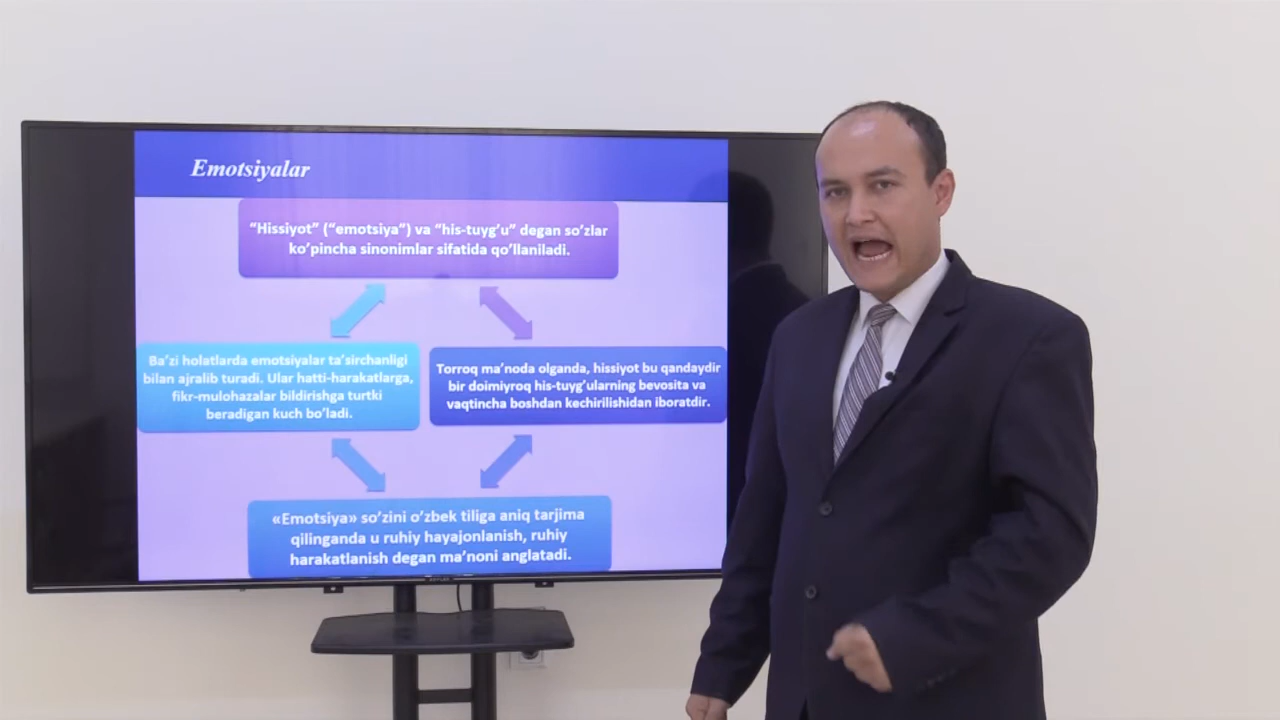 Emotsiyalar
“Hissiyot” (“emotsiya”) va “his-tuyg’u” degan so’zlar
ko’pincha sinonimlar sifatida qo’llaniladi.
Ba’zi holatlarda emotsiyalar ta’sirchanligi
bilan ajralib turadi. Ular hatti-harakatlarga,
fikr-mulohazalar bildirishga turtki
beradigan kuch bo’ladi.
Torroq ma’noda olganda, hissiyot bu qandaydir
bir doimiyroq his-tuyg’ularning bevosita va
vaqtincha boshdan kechirilishidan iboratdir.
«Emotsiya» so’zini o’zbek tiliga aniq tarjima
qilinganda u ruhiy hayajonlanish, ruhiy
harakatlanish degan ma’noni anglatadi.